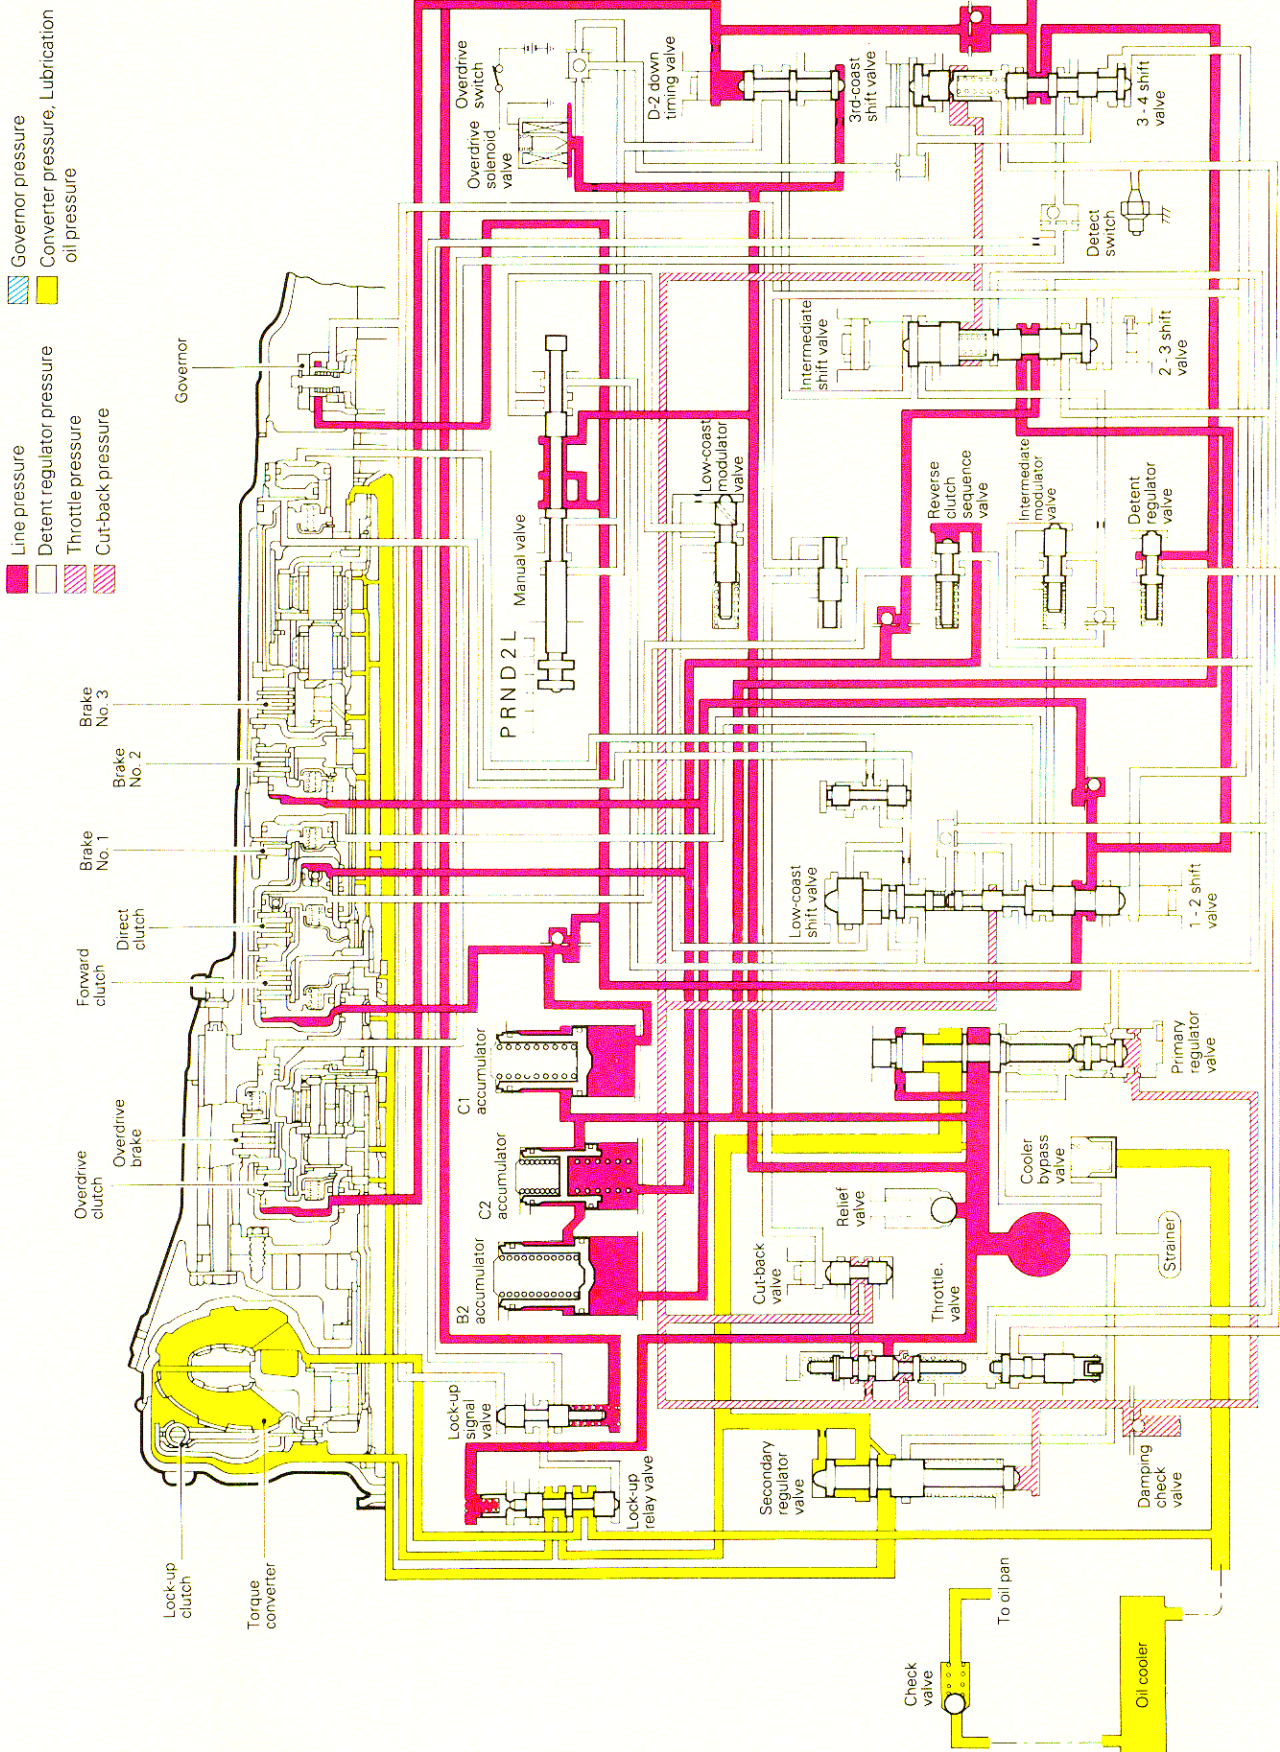 Line pressure
Detent regulator pressure
Throttle pressure
Cut-back pressure
Governor pressure
Converter pressure, Lubrication
oil pressure
Lock-up
clutch
Torque
converter
Overdrive
clutch
Overdrive
brake
Forward
clutch
Direct
clutch
Brake
No. 1
Brake
No. 2
Brake
No. 3
Governor
Lock-up
signal
valve
Lock-up
relay valve
B2
accumulator
C2
accumulator
C1
accumulator
P R N D 2 L
Manual valve
Overdrive
solenoid
valve
Overdrive
switch
D-2 down
timing valve
3rd-coast
shift valve
3 - 4 shift
valve
Detect
switch
Intermediate
shift valve
2 - 3 shift
valve
Low-coast
modulator
valve
Reverse
clutch
sequence
valve
Intermediate
modulator
valve
Detent
regulator
valve
Low-coast
shift valve
1 - 2 shift
valve
Primary
regulator
valve
Cooler
bypass
valve
Relief
valve
Strainer
Cut-back
valve
Throttle.
valve
Secondary
regulator
valve
Damping
check
valve
To oil pan
Check
valve
Oil cooler